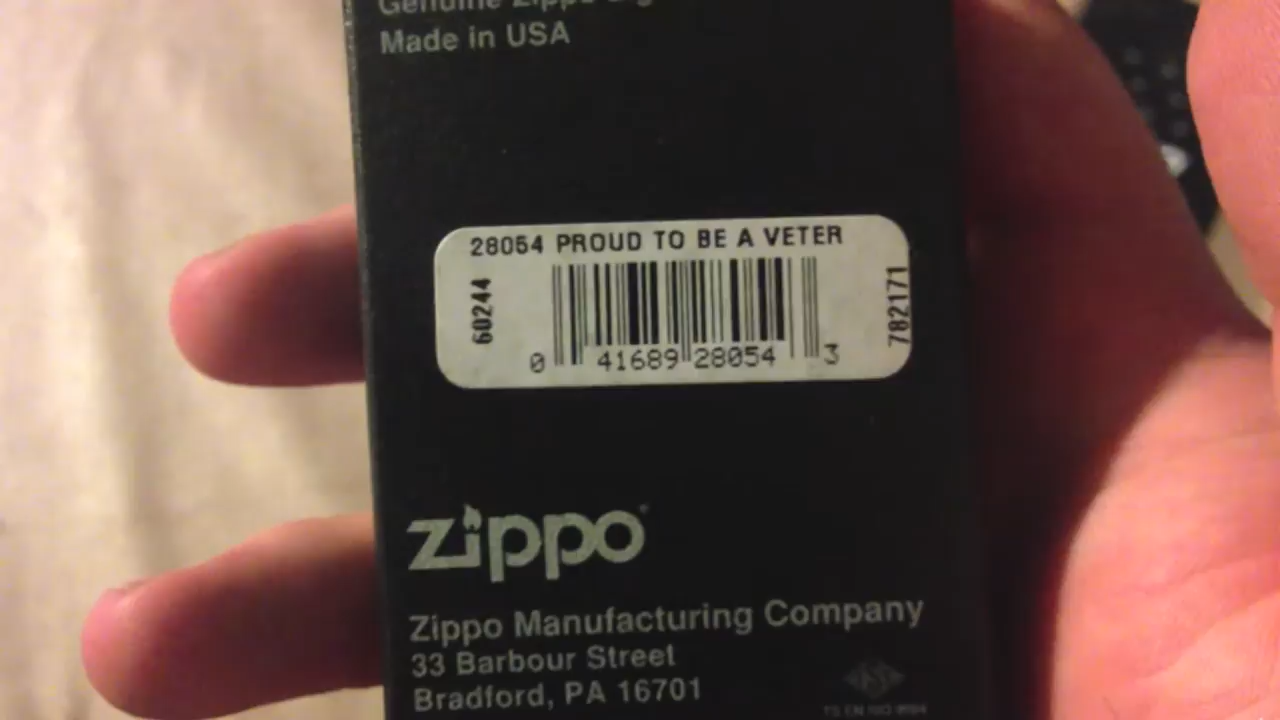 Genuine Zippo
Made in USA
28054 PROUD TO BE A VETER
60244
782171
0 41689 28054 3
zippo
Zippo Manufacturing Company
33 Barbour Street
Bradford, PA 16701